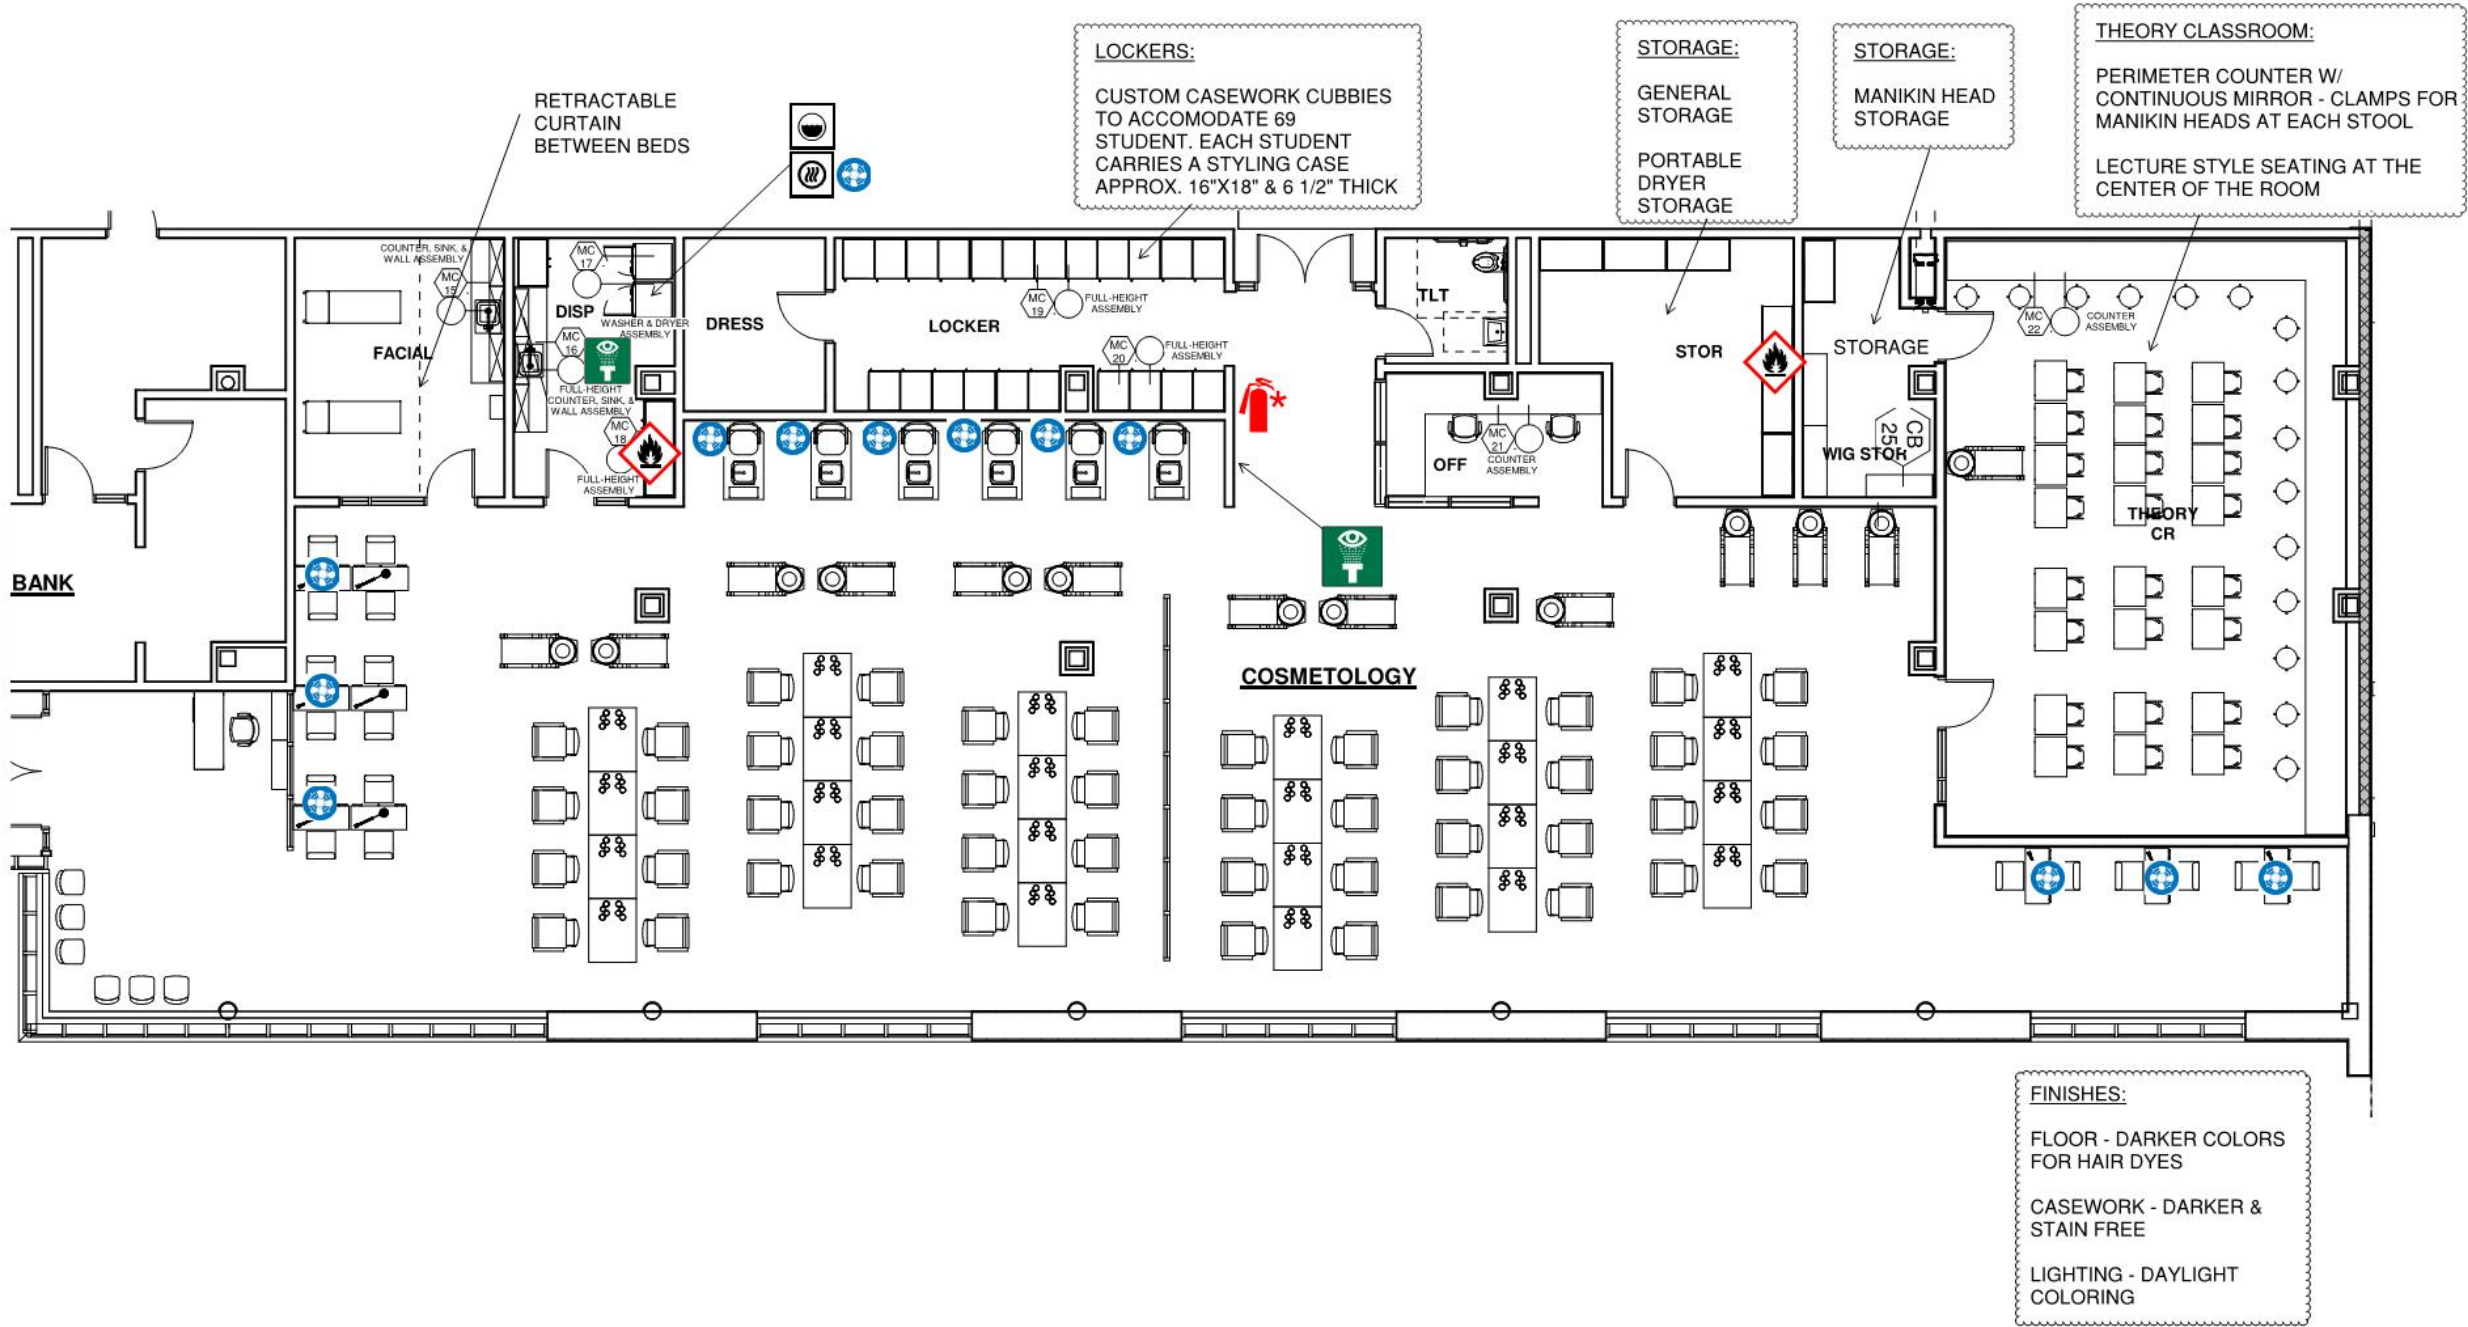 LOCKERS:
CUSTOM CASEWORK CUBBIES
TO ACCOMODATE 69
STUDENT. EACH STUDENT
CARRIES A STYLING CASE
APPROX. 16"X18" & 6 1/2" THICK
STORAGE:
GENERAL
STORAGE
PORTABLE
DRYER
STORAGE
STORAGE:
MANIKIN HEAD
STORAGE
THEORY CLASSROOM:
PERIMETER COUNTER W/
CONTINUOUS MIRROR - CLAMPS FOR
MANIKIN HEADS AT EACH STOOL
LECTURE STYLE SEATING AT THE
CENTER OF THE ROOM
RETRACTABLE
CURTAIN
BETWEEN BEDS
COUNTER, SINK, &
WALL ASSEMBLY
MC
15
FACIAL
MC
17
DISP
WASHER & DRYER
ASSEMBLY
MC
16
FULL-HEIGHT
COUNTER, SINK, &
WALL ASSEMBLY
MC
18
FULL-HEIGHT
ASSEMBLY
DRESS
LOCKER
MC
19
FULL-HEIGHT
ASSEMBLY
MC
20
FULL-HEIGHT
ASSEMBLY
*
TLT
OFF
MC
21
COUNTER
ASSEMBLY
STOR
STORAGE
WIG STOR
CB
25
MC
22
COUNTER
ASSEMBLY
THEORY
CR
BANK
COSMETOLOGY
FINISHES:
FLOOR - DARKER COLORS
FOR HAIR DYES
CASEWORK - DARKER &
STAIN FREE
LIGHTING - DAYLIGHT
COLORING